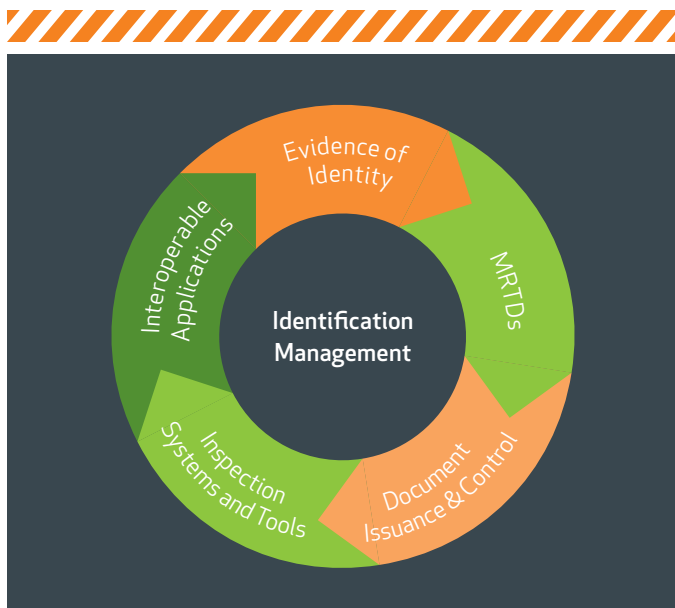 Evidence of
Identity
MRTDs
Document
Issuance & Control
Inspection
Systems and Tools
Interoperable
Applications
Identification
Management